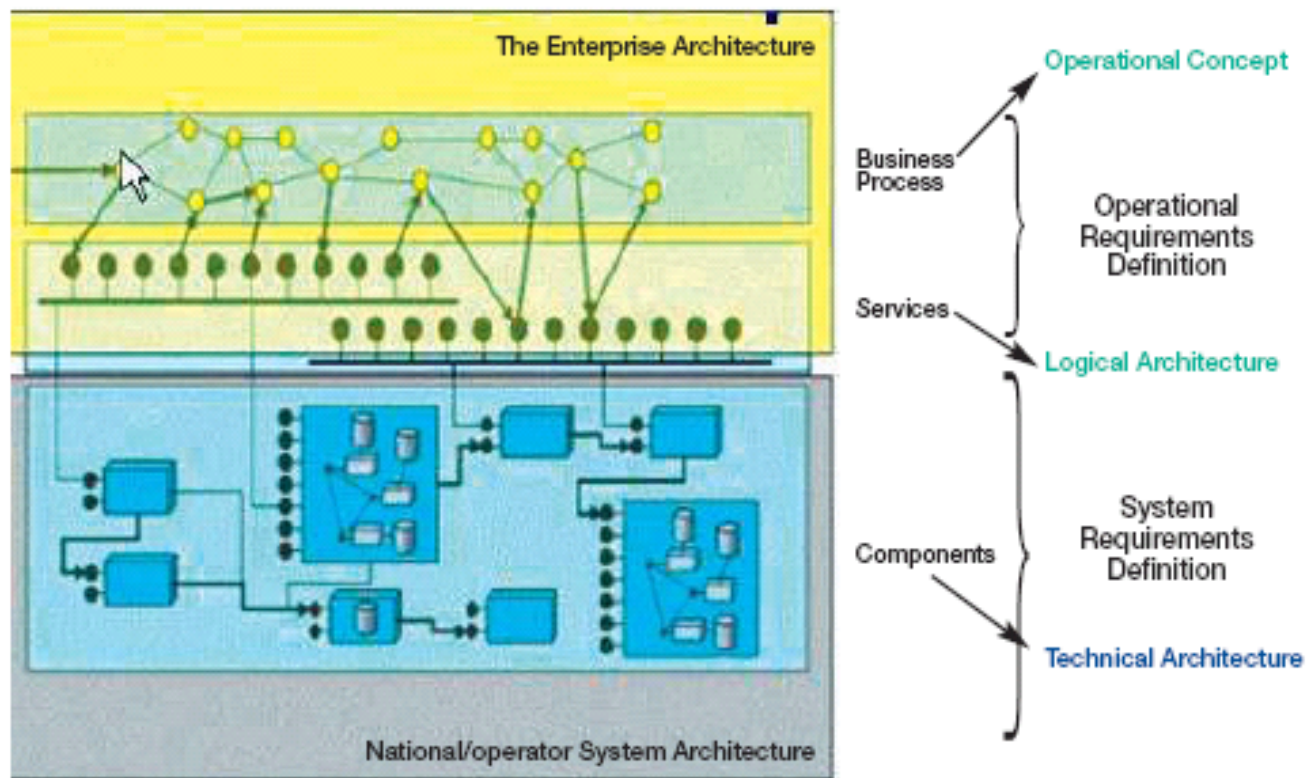 The Enterprise Architecture
Operational Concept
Business
Process
Operational
Requirements
Definition
Services
Logical Architecture
System
Requirements
Definition
Components
Technical Architecture
National/operator System Architecture